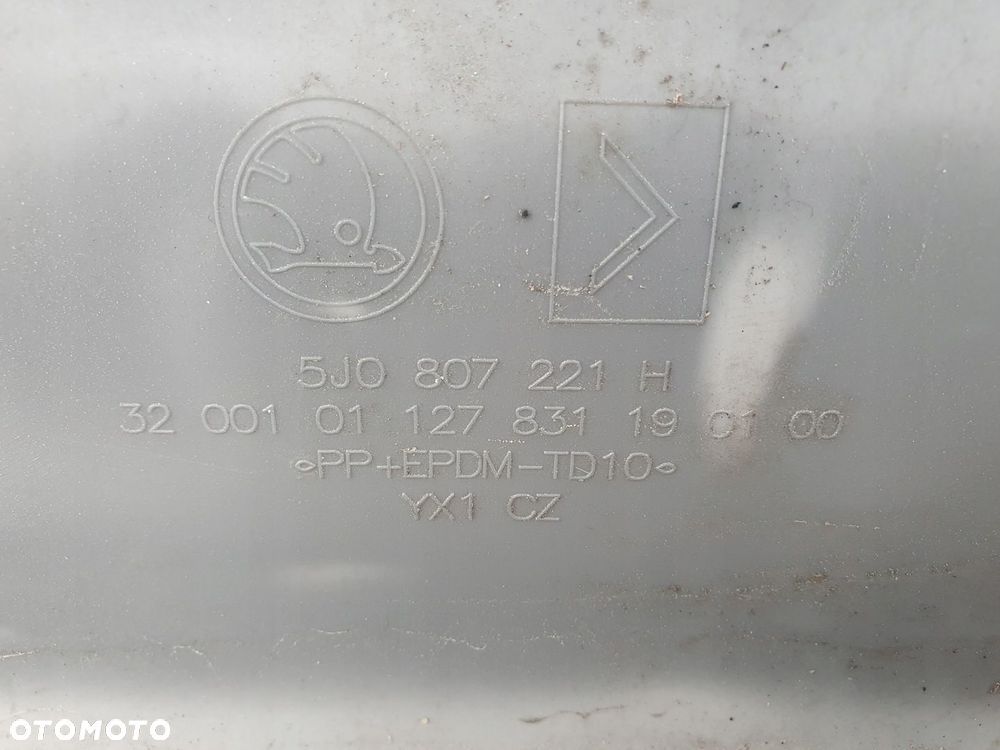 5J0 807 221 H
32 001 01 127 831 19 01 00
<PP+EPDM-TD10>
YX1 CZ
OTOMOTO